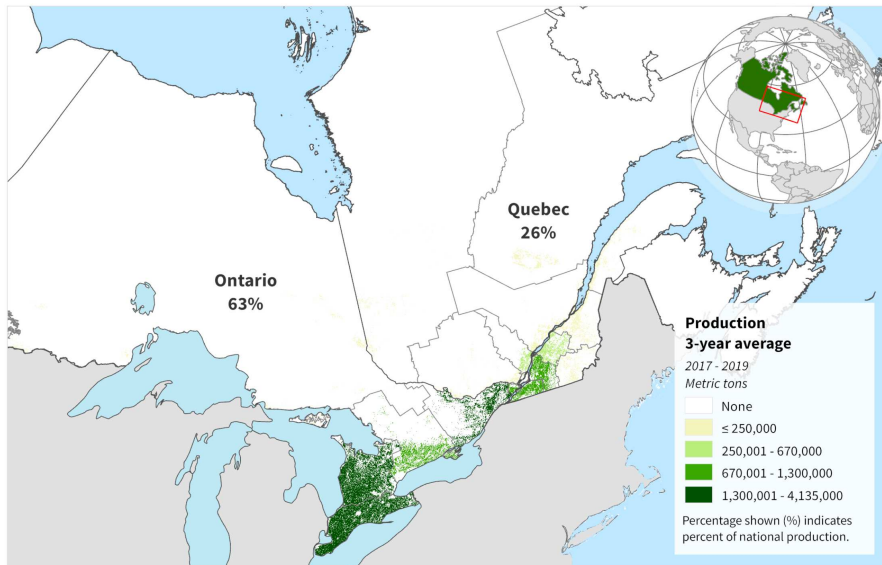 Quebec
26%
Ontario
63%
Production
3-year average
2017 - 2019
Metric tons
None
≤ 250,000
250,001 - 670,000
670,001 - 1,300,000
1,300,001 - 4,135,000
Percentage shown (%) indicates
percent of national production.